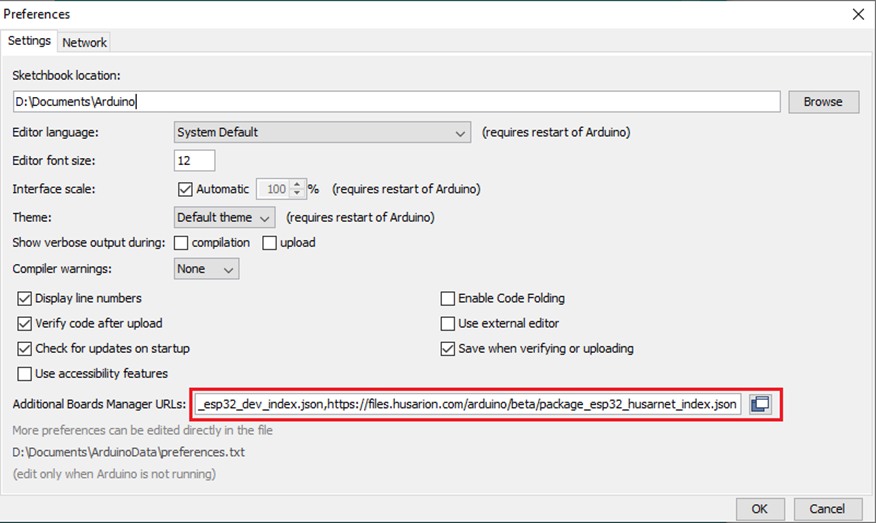 Preferences
Settings Network
Sketchbook location:
D:\Documents\Arduino Browse
Editor language: System Default (requires restart of Arduino)
Editor font size: 12
Interface scale: Automatic 100 % (requires restart of Arduino)
Theme: Default theme (requires restart of Arduino)
Show verbose output during: compilation upload
Compiler warnings: None
Display line numbers Enable Code Folding
Verify code after upload Use external editor
Check for updates on startup Save when verifying or uploading
Use accessibility features
Additional Boards Manager URLs: _esp32_dev_index.json,https://files.husarion.com/arduino/beta/package_esp32_husarnet_index.json
More preferences can be edited directly in the file
D:\Documents\ArduinoData\preferences.txt
(edit only when Arduino is not running)
OK Cancel